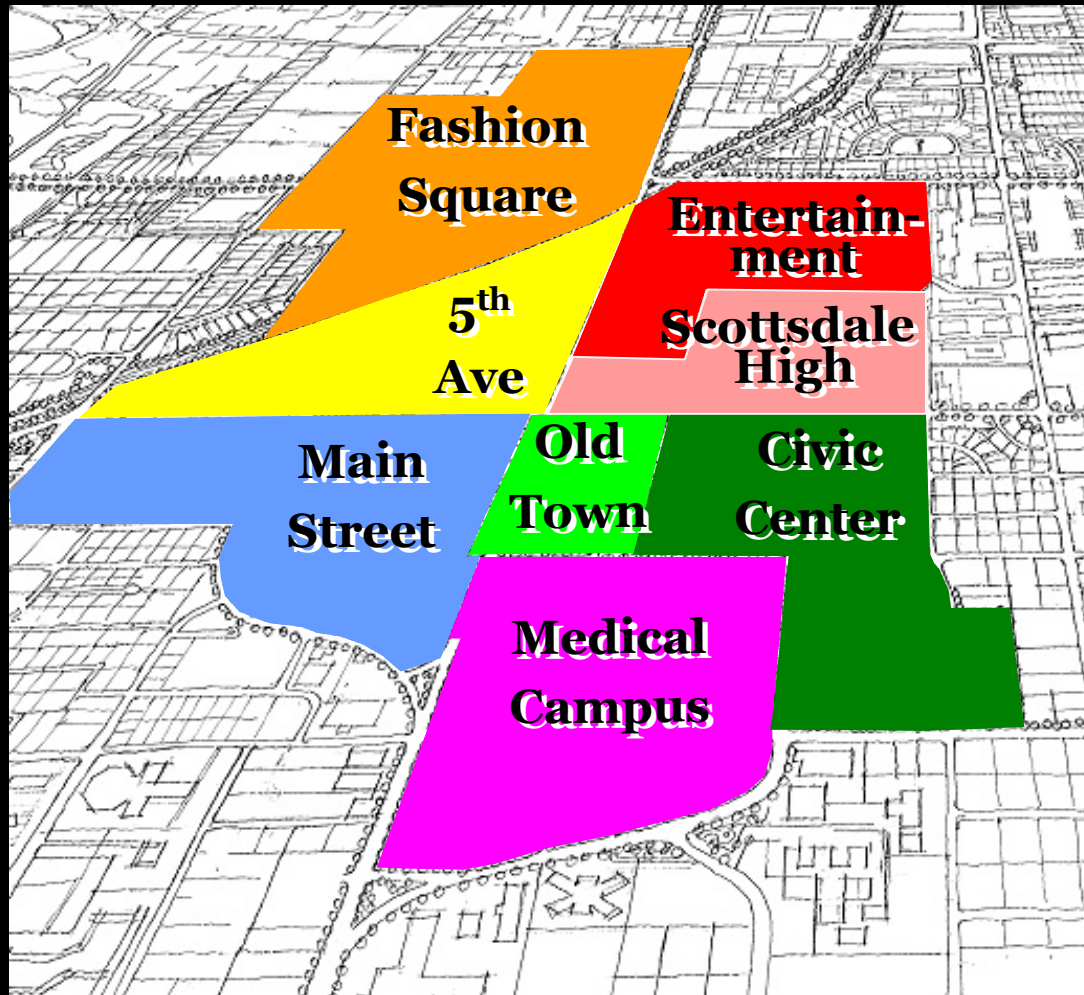 Fashion
Square
Entertain-
ment
5th
Ave
Scottsdale
High
Main
Street
Old
Town
Civic
Center
Medical
Campus